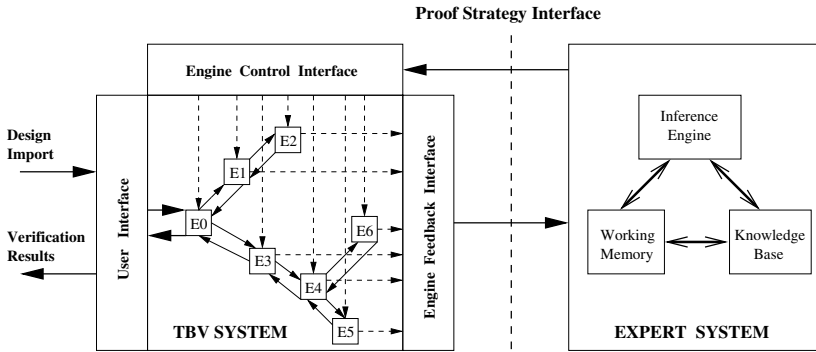 Proof Strategy Interface
Engine Control Interface
Design
Import
Verification
Results
User Interface
E2
E1
E0
E6
E3
E4
E5
TBV SYSTEM
Engine Feedback Interface
Inference
Engine
Working
Memory
Knowledge
Base
EXPERT SYSTEM